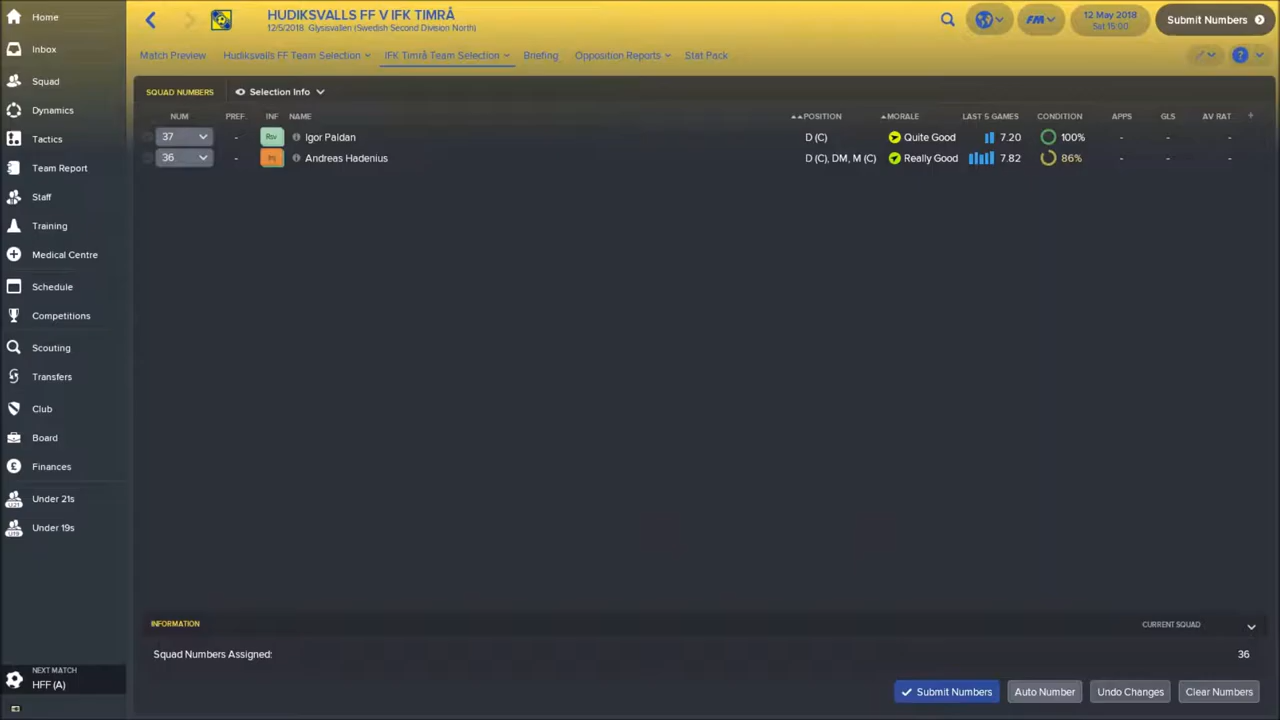 Home
Inbox
Squad
Dynamics
Tactics
Team Report
Staff
Training
Medical Centre
Schedule
Competitions
Scouting
Transfers
Club
Board
Finances
Under 21s
Under 19s
NEXT MATCH
HFF (A)
HUDIKSVALLS FF V IFK TIMRÅ
12/5/2018. Glysisvallen (Swedish Second Division North)
FM
12 May 2018
Sat 15:00
Submit Numbers
Match Preview Hudiksvalls FF Team Selection IFK Timrå Team Selection Briefing Opposition Reports Stat Pack
?
SQUAD NUMBERS Selection Info
NUM PREF. INF NAME POSITION MORALE LAST 5 GAMES CONDITION APPS GLS AV RAT +
37 - Rsv Igor Paldan D (C) Quite Good 7.20 100% - - -
36 - Inj Andreas Hadenius D (C), DM, M (C) Really Good 7.82 86% - - -
INFORMATION CURRENT SQUAD
Squad Numbers Assigned: 36
Submit Numbers Auto Number Undo Changes Clear Numbers